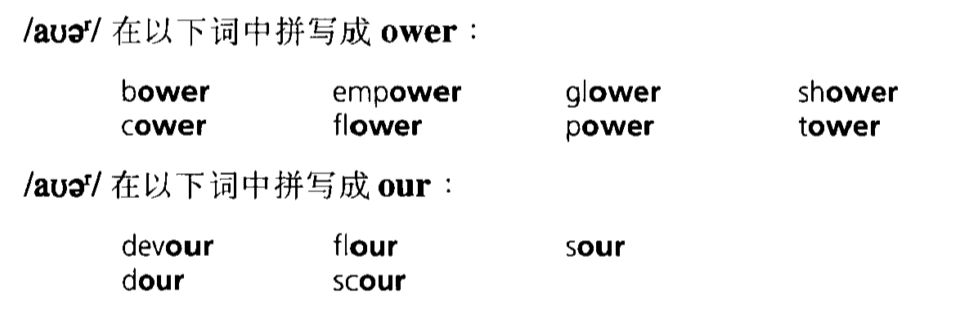 /aʊəʳ/ 在以下词中拼写成 ower：
bower empower glower shower
cower flower power tower
/aʊəʳ/ 在以下词中拼写成 our：
devour flour sour
dour scour